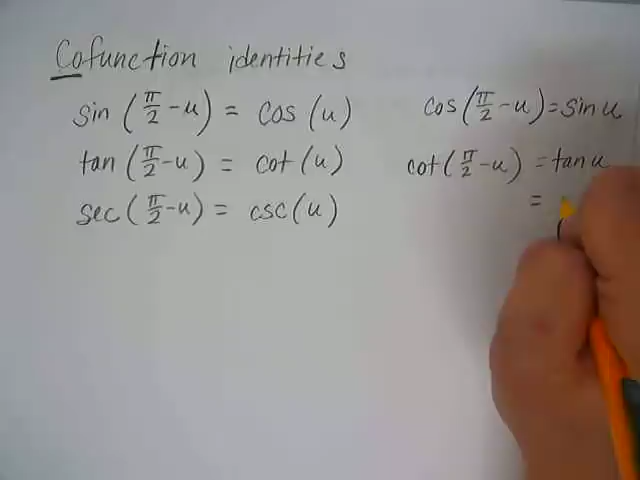 Cofunction identities
sin(π/2 - u) = cos(u)
cos(π/2 - u) = sin u
tan(π/2 - u) = cot(u)
cot(π/2 - u) = tan u
sec(π/2 - u) = csc(u)
=